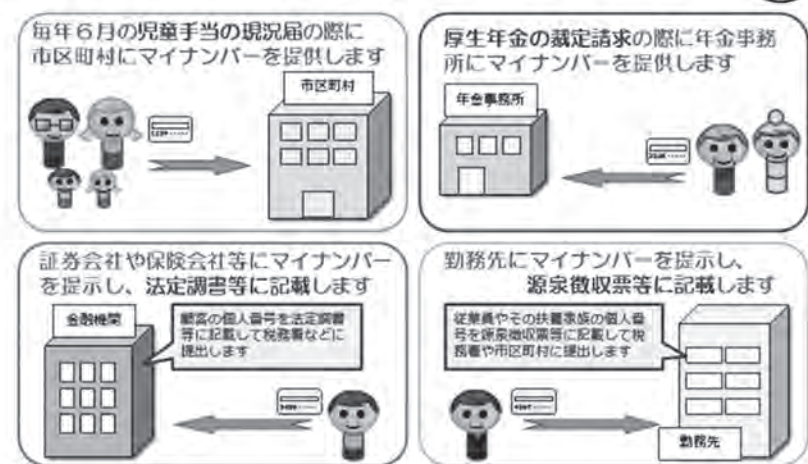 毎年６月の児童手当の現況届の際に
市区町村にマイナンバーを提供します
市区町村
厚生年金の裁定請求の際に年金事務
所にマイナンバーを提供します
年金事務所
証券会社や保険会社等にマイナンバー
を提示し、法定調書等に記載します
金融機関
顧客の個人番号を法定調書
等に記載して税務署などに
提出します
勤務先にマイナンバーを提示し、
源泉徴収票等に記載します
従業員やその扶養家族の個人番
号を源泉徴収票等に記載して税
務署や市区町村に提出します
勤務先